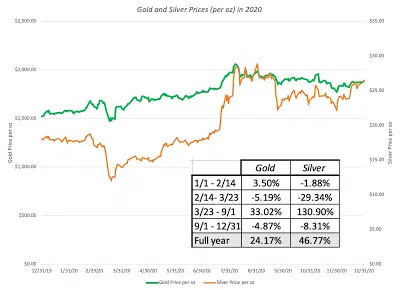 Gold and Silver Prices (per oz) in 2020
$2,500.00
$2,000.00
$1,500.00
$1,000.00
$500.00
$0.00
Gold Price per oz
$35.00
$30.00
$25.00
$20.00
$15.00
$10.00
$5.00
$0.00
Silver Price per oz
Gold Silver
1/1 - 2/14 3.50% -1.88%
2/14- 3/23 -5.19% -29.34%
3/23 - 9/1 33.02% 130.90%
9/1 - 12/31 -4.87% -8.31%
Full year 24.17% 46.77%
12/31/19 1/31/20 2/29/20 3/31/20 4/30/20 5/31/20 6/30/20 7/31/20 8/31/20 9/30/20 10/31/20 11/30/20 12/31/20
Gold Price per oz Silver Price per oz